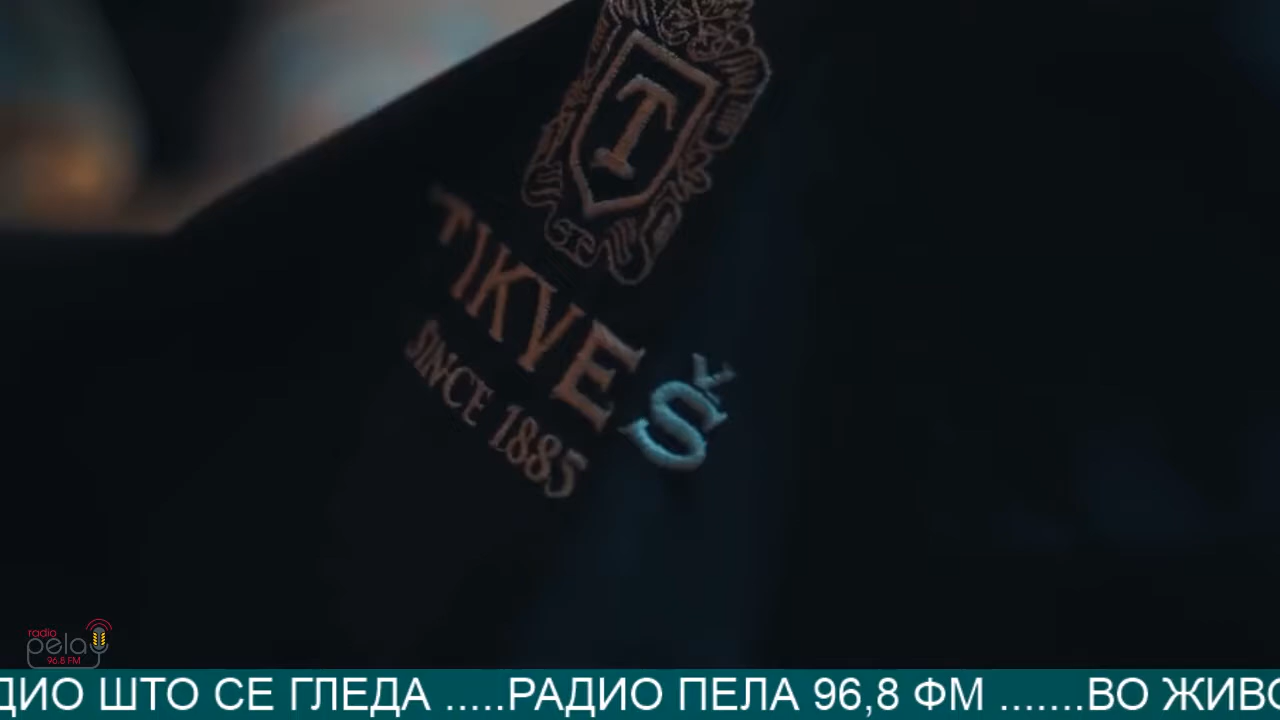 T
TIKVEŠ
SINCE 1885
radio
pela
96.8 FM
ДИО ШТО СЕ ГЛЕДА .....РАДИО ПЕЛА 96,8 ФМ .......ВО ЖИВО